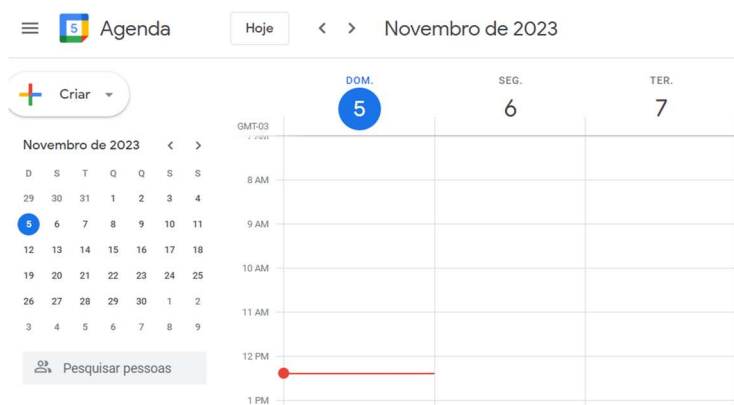 5 Agenda Hoje < > Novembro de 2023
Criar
DOM. SEG. TER.
5 6 7
GMT-03
Novembro de 2023 < >
D S T Q Q S S
29 30 31 1 2 3 4
5 6 7 8 9 10 11
12 13 14 15 16 17 18
19 20 21 22 23 24 25
26 27 28 29 30 1 2
3 4 5 6 7 8 9
Pesquisar pessoas
8 AM
9 AM
10 AM
11 AM
12 PM
1 PM